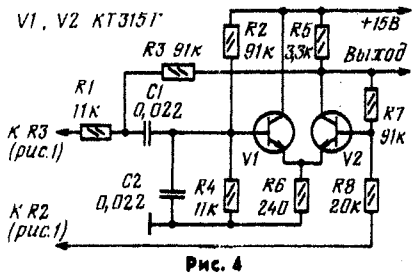 V1, V2 КТ315Г
R2
91к
R5
3,3к
+15В
R3 91к
Выход
R1
11к
C1
0,022
R7
91к
V1
V2
К R3
(рис.1)
C2
0,022
R4
11к
R6
240
R8
20к
К R2
(рис.1)
Рис. 4